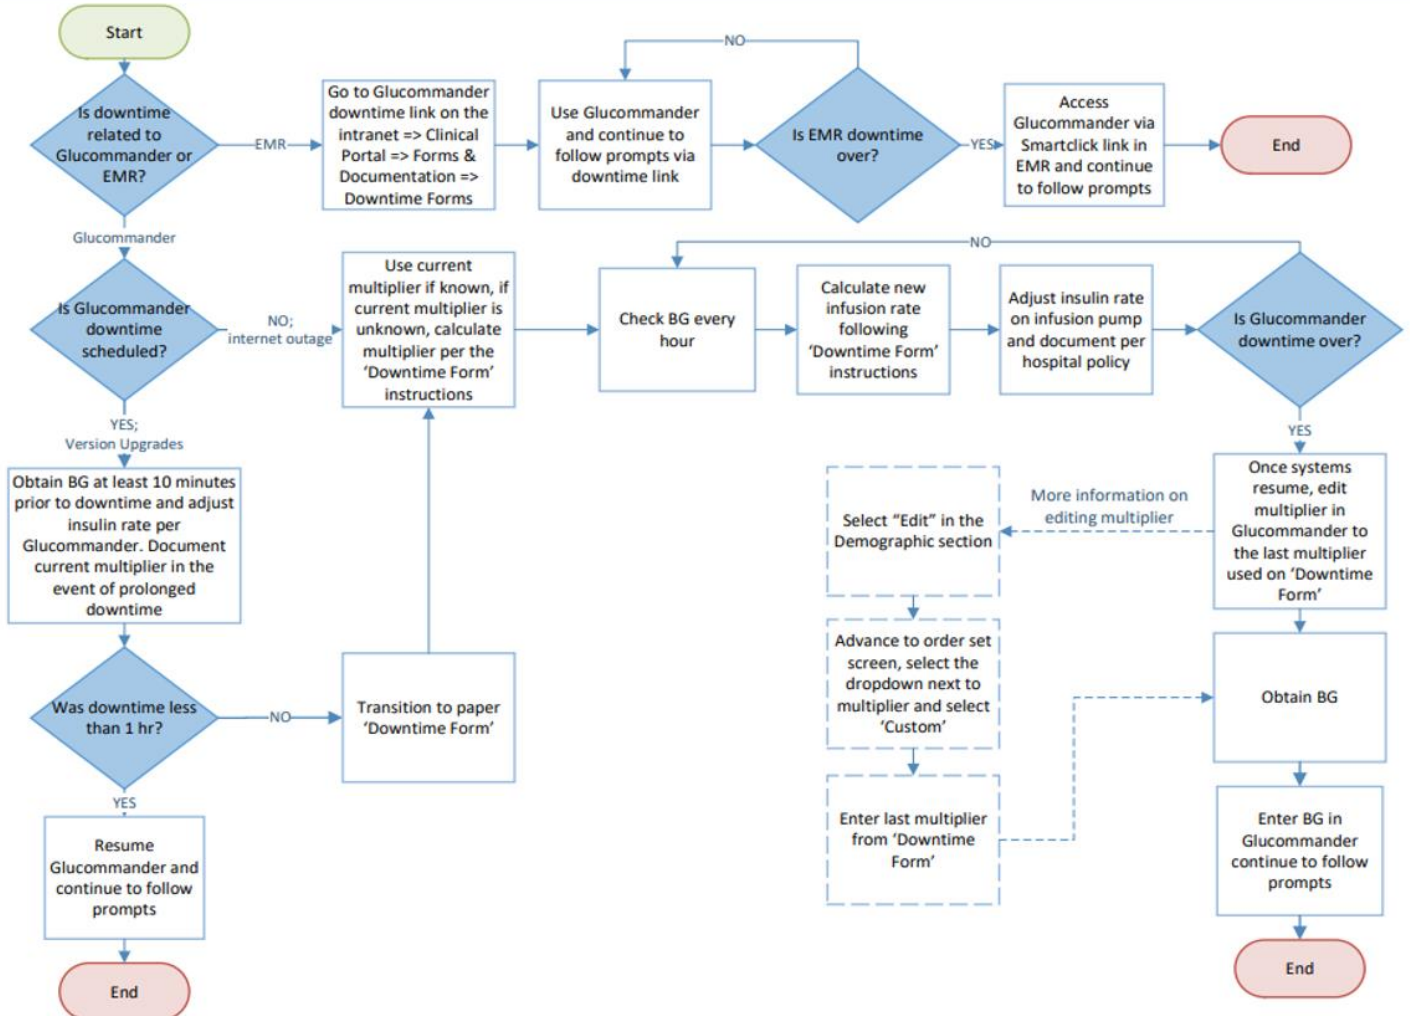 Start
Is downtime
related to
Glucommander or
EMR?
EMR
Go to Glucommander
downtime link on the
intranet => Clinical
Portal => Forms &
Documentation =>
Downtime Forms
Use Glucommander
and continue to
follow prompts via
downtime link
NO
Is EMR downtime
over?
YES
Access
Glucommander via
Smartclick link in
EMR and continue
to follow prompts
End
Glucommander
Is Glucommander
downtime
scheduled?
NO;
internet outage
Use current
multiplier if known, if
current multiplier is
unknown, calculate
multiplier per the
‘Downtime Form’
instructions
Check BG every
hour
Calculate new
infusion rate
following
‘Downtime Form’
instructions
Adjust insulin rate
on infusion pump
and document per
hospital policy
NO
Is Glucommander
downtime over?
YES;
Version Upgrades
Obtain BG at least 10 minutes
prior to downtime and adjust
insulin rate per
Glucommander. Document
current multiplier in the
event of prolonged
downtime
Was downtime less
than 1 hr?
NO
Transition to paper
‘Downtime Form’
YES
Resume
Glucommander and
continue to follow
prompts
End
YES
Once systems
resume, edit
multiplier in
Glucommander to
the last multiplier
used on ‘Downtime
Form’
More information on
editing multiplier
Select “Edit” in the
Demographic section
Advance to order set
screen, select the
dropdown next to
multiplier and select
‘Custom’
Enter last multiplier
from ‘Downtime
Form’
Obtain BG
Enter BG in
Glucommander
continue to follow
prompts
End